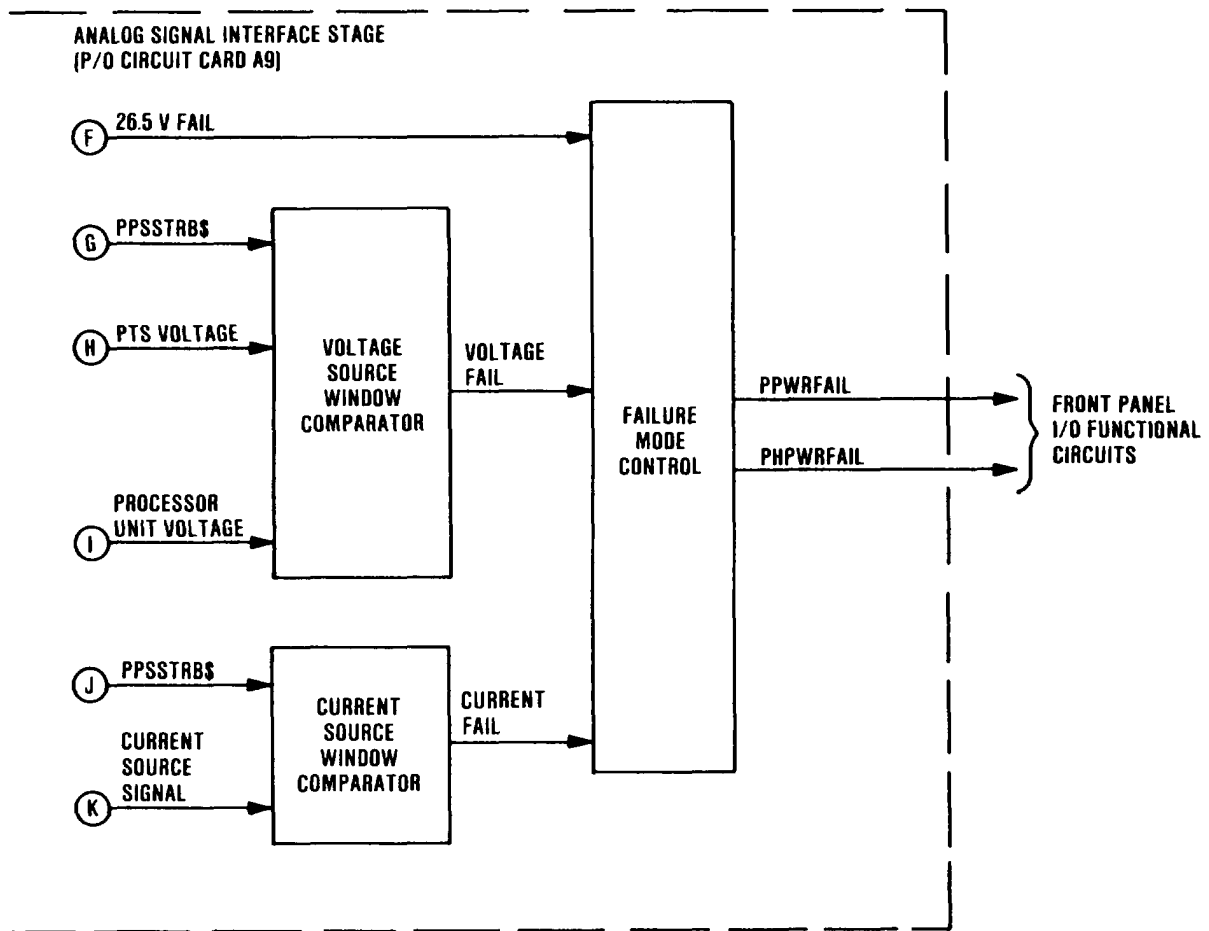 ANALOG SIGNAL INTERFACE STAGE
(P/O CIRCUIT CARD A9)
F
26.5 V FAIL
G
PPSSTRB$
H
PTS VOLTAGE
I
PROCESSOR
UNIT VOLTAGE
VOLTAGE
SOURCE
WINDOW
COMPARATOR
VOLTAGE
FAIL
J
PPSSTRB$
K
CURRENT
SOURCE
SIGNAL
CURRENT
SOURCE
WINDOW
COMPARATOR
CURRENT
FAIL
FAILURE
MODE
CONTROL
PPWRFAIL
PHPWRFAIL
FRONT PANEL
I/O FUNCTIONAL
CIRCUITS